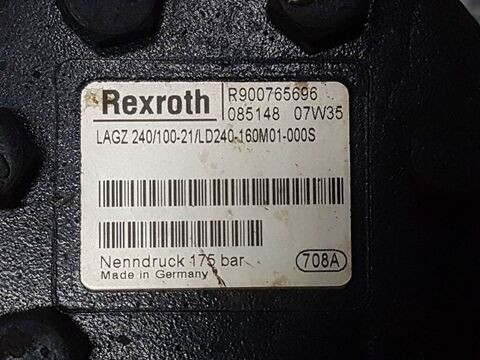 Rexroth
R900765696
085148 07W35
LAGZ 240/100-21/LD240-160M01-000S
Nenndruck 175 bar
Made in Germany
708A